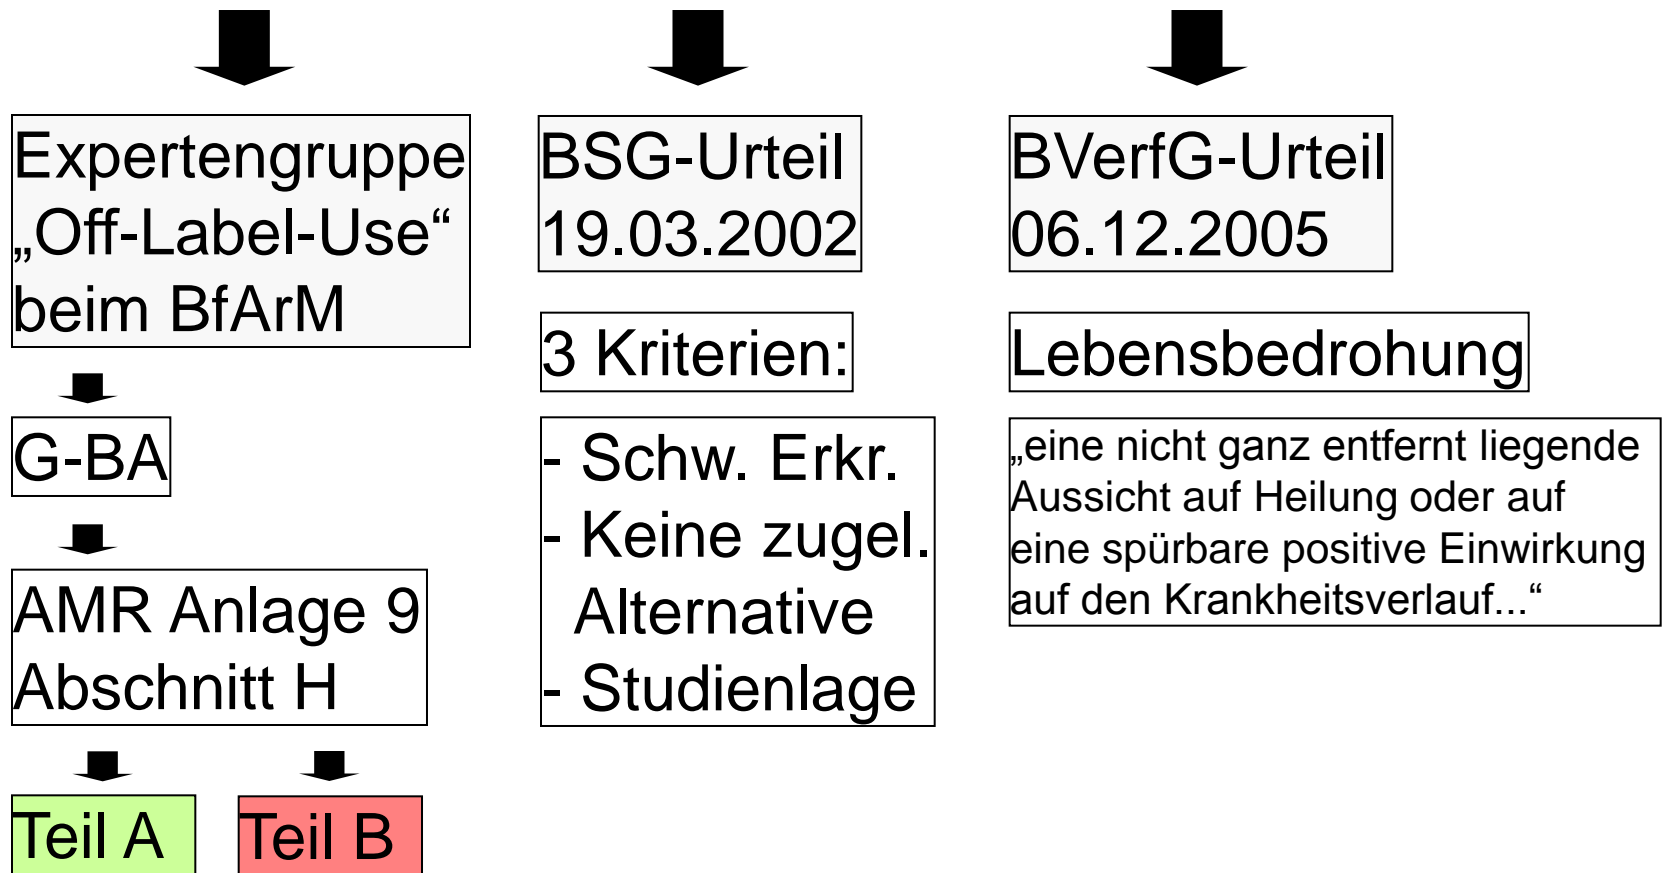 Expertengruppe
„Off-Label-Use“
beim BfArM
G-BA
AMR Anlage 9
Abschnitt H
Teil A
Teil B
BSG-Urteil
19.03.2002
3 Kriterien:
- Schw. Erkr.
- Keine zugel.
Alternative
- Studienlage
BVerfG-Urteil
06.12.2005
Lebensbedrohung
„eine nicht ganz entfernt liegende
Aussicht auf Heilung oder auf
eine spürbare positive Einwirkung
auf den Krankheitsverlauf...“